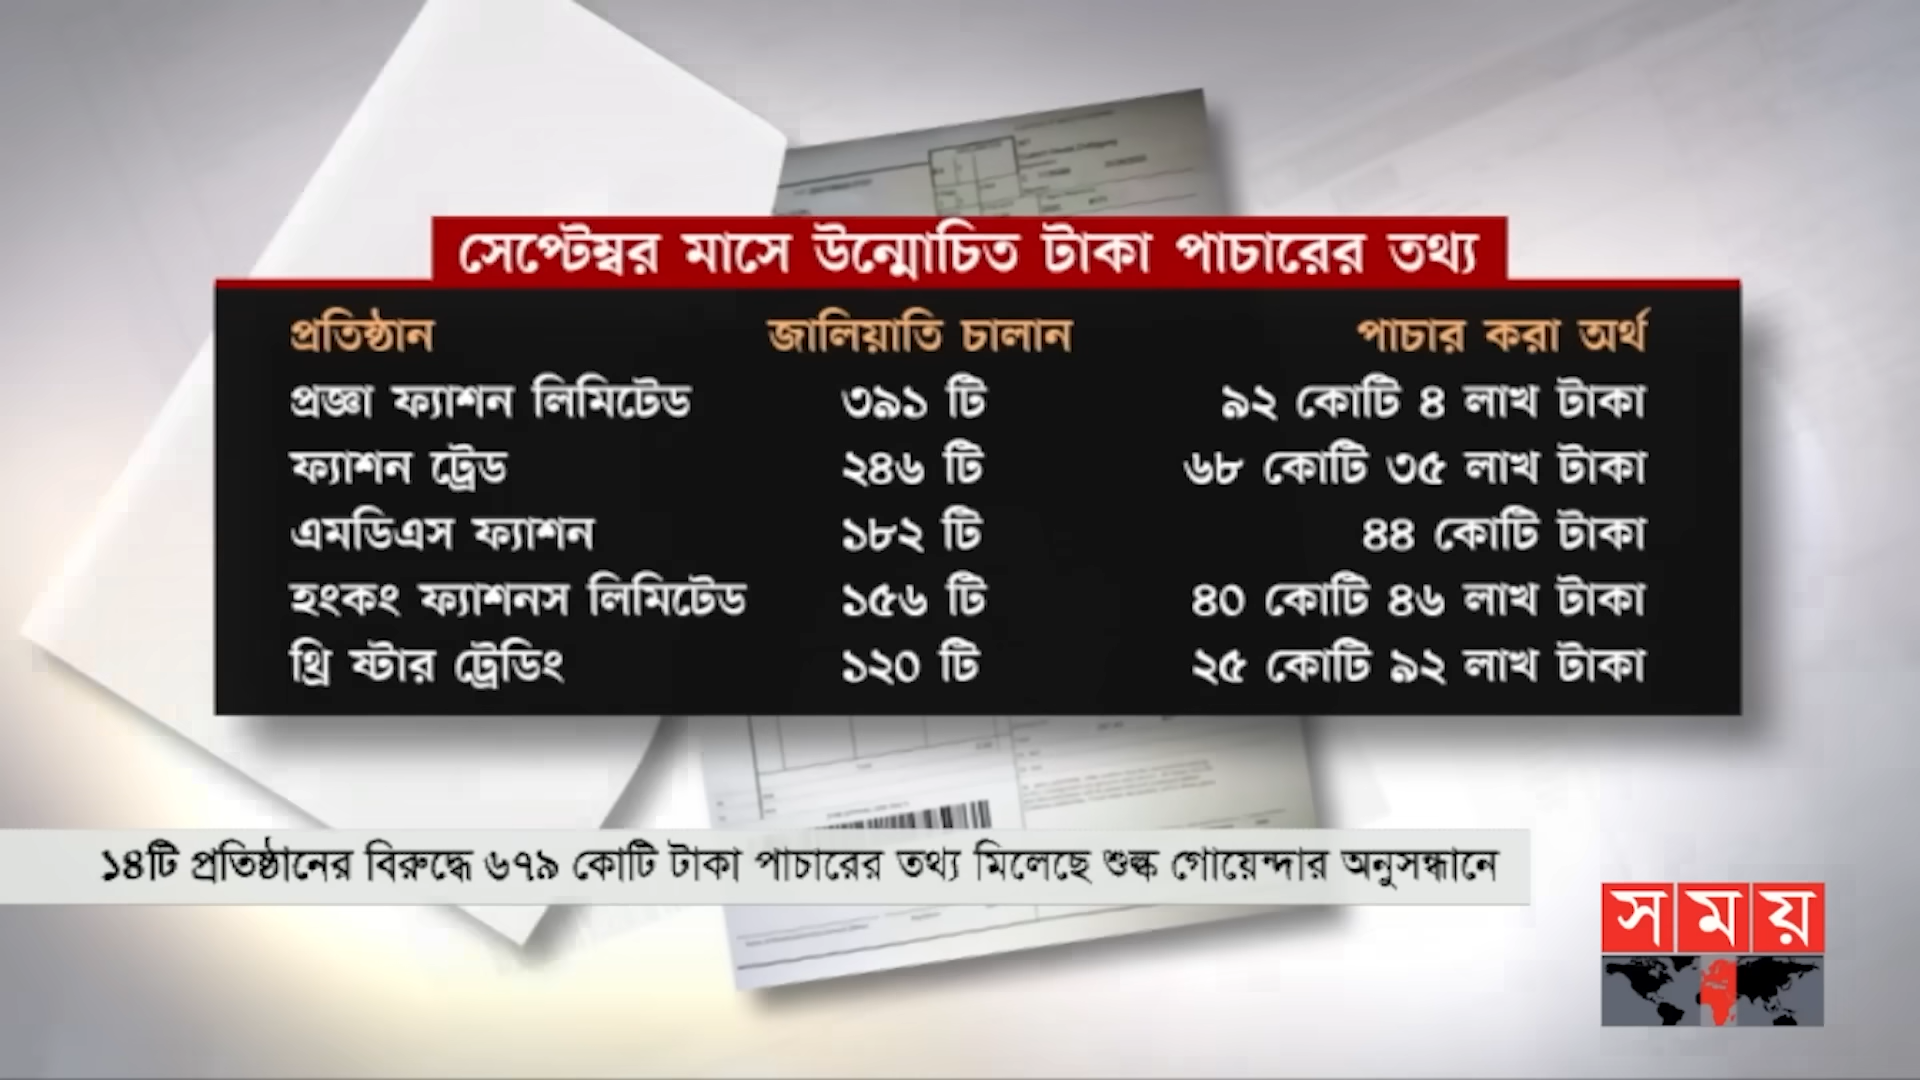 সেপ্টেম্বর মাসে উন্মোচিত টাকা পাচারের তথ্য
প্রতিষ্ঠান জালিয়াতি চালান পাচার করা অর্থ
প্রজ্ঞা ফ্যাশন লিমিটেড ৩৯১ টি ৯২ কোটি ৪ লাখ টাকা
ফ্যাশন ট্রেড ২৪৬ টি ৬৮ কোটি ৩৫ লাখ টাকা
এমডিএস ফ্যাশন ১৮২ টি ৪৪ কোটি টাকা
হংকং ফ্যাশনস লিমিটেড ১৫৬ টি ৪০ কোটি ৪৬ লাখ টাকা
থ্রি ষ্টার ট্রেডিং ১২০ টি ২৫ কোটি ৯২ লাখ টাকা
১৪টি প্রতিষ্ঠানের বিরুদ্ধে ৬৭৯ কোটি টাকা পাচারের তথ্য মিলেছে শুল্ক গোয়েন্দার অনুসন্ধানে
সময়